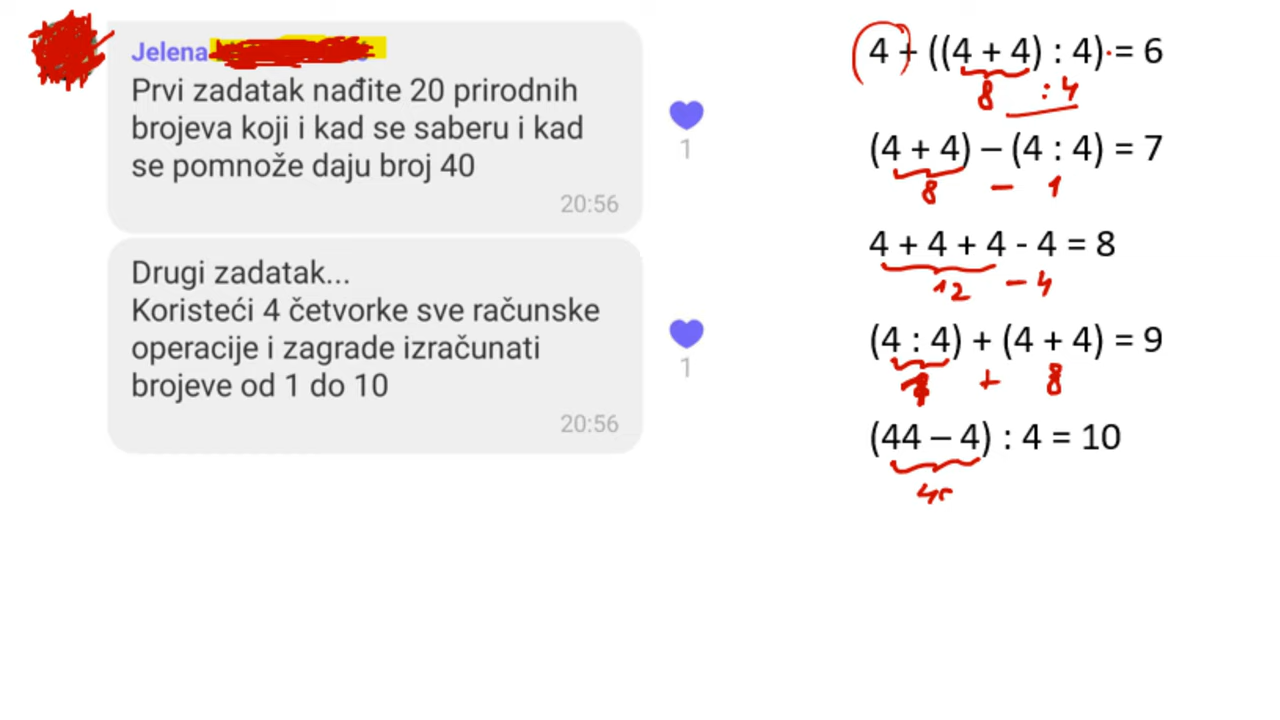 Jelena
Prvi zadatak nađite 20 prirodnih
brojeva koji i kad se saberu i kad
se pomnože daju broj 40
20:56
1
Drugi zadatak...
Koristeći 4 četvorke sve računske
operacije i zagrade izračunati
brojeve od 1 do 10
20:56
1
4 + ((4 + 4) : 4) = 6
8 : 4
(4 + 4) – (4 : 4) = 7
8 – 1
4 + 4 + 4 - 4 = 8
12 – 4
(4 : 4) + (4 + 4) = 9
+ 8
(44 – 4) : 4 = 10
40